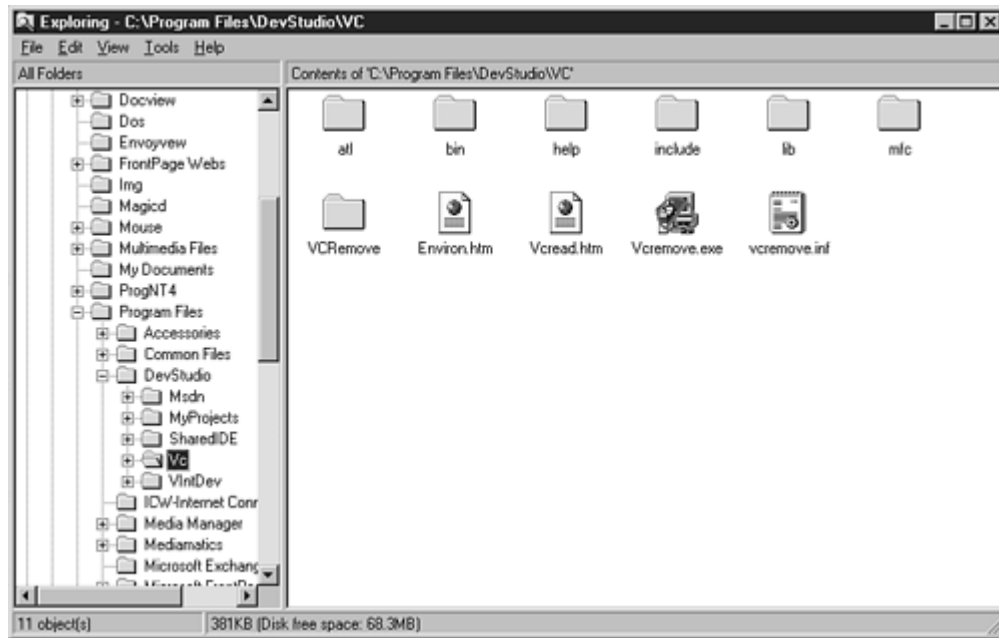 Exploring - C:\Program Files\DevStudio\VC
File Edit View Tools Help
All Folders
Contents of 'C:\Program Files\DevStudio\VC'
Docview
Dos
Envoyvew
FrontPage Webs
Img
Magicd
Mouse
Multimedia Files
My Documents
ProgNT4
Program Files
Accessories
Common Files
DevStudio
Msdn
MyProjects
SharedIDE
Vc
VIntDev
ICW-Internet Conr
Media Manager
Mediamatics
Microsoft Exchang
atl bin help include lib mfc
VCRemove Environ.htm Vcread.htm Vcremove.exe vcremove.inf
11 object(s)
381KB (Disk free space: 68.3MB)